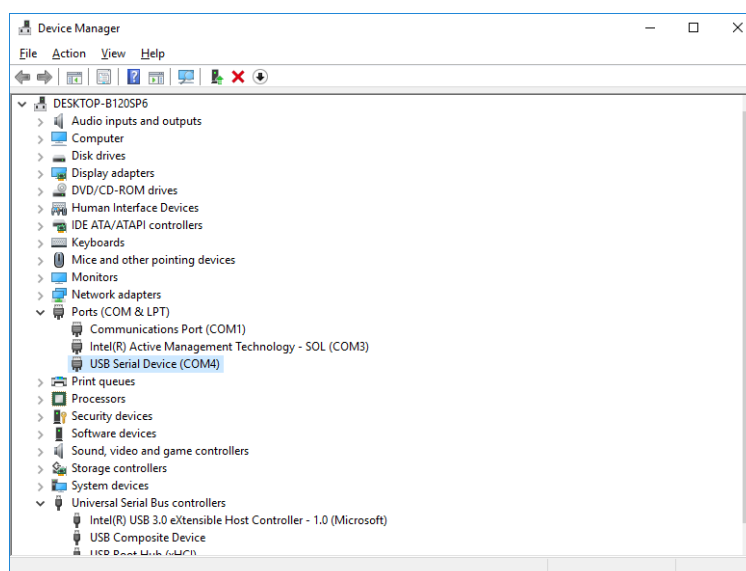 Device Manager
File Action View Help
DESKTOP-B120SP6
Audio inputs and outputs
Computer
Disk drives
Display adapters
DVD/CD-ROM drives
Human Interface Devices
IDE ATA/ATAPI controllers
Keyboards
Mice and other pointing devices
Monitors
Network adapters
Ports (COM & LPT)
Communications Port (COM1)
Intel(R) Active Management Technology - SOL (COM3)
USB Serial Device (COM4)
Print queues
Processors
Security devices
Software devices
Sound, video and game controllers
Storage controllers
System devices
Universal Serial Bus controllers
Intel(R) USB 3.0 eXtensible Host Controller - 1.0 (Microsoft)
USB Composite Device
USB Root Hub (xHCI)